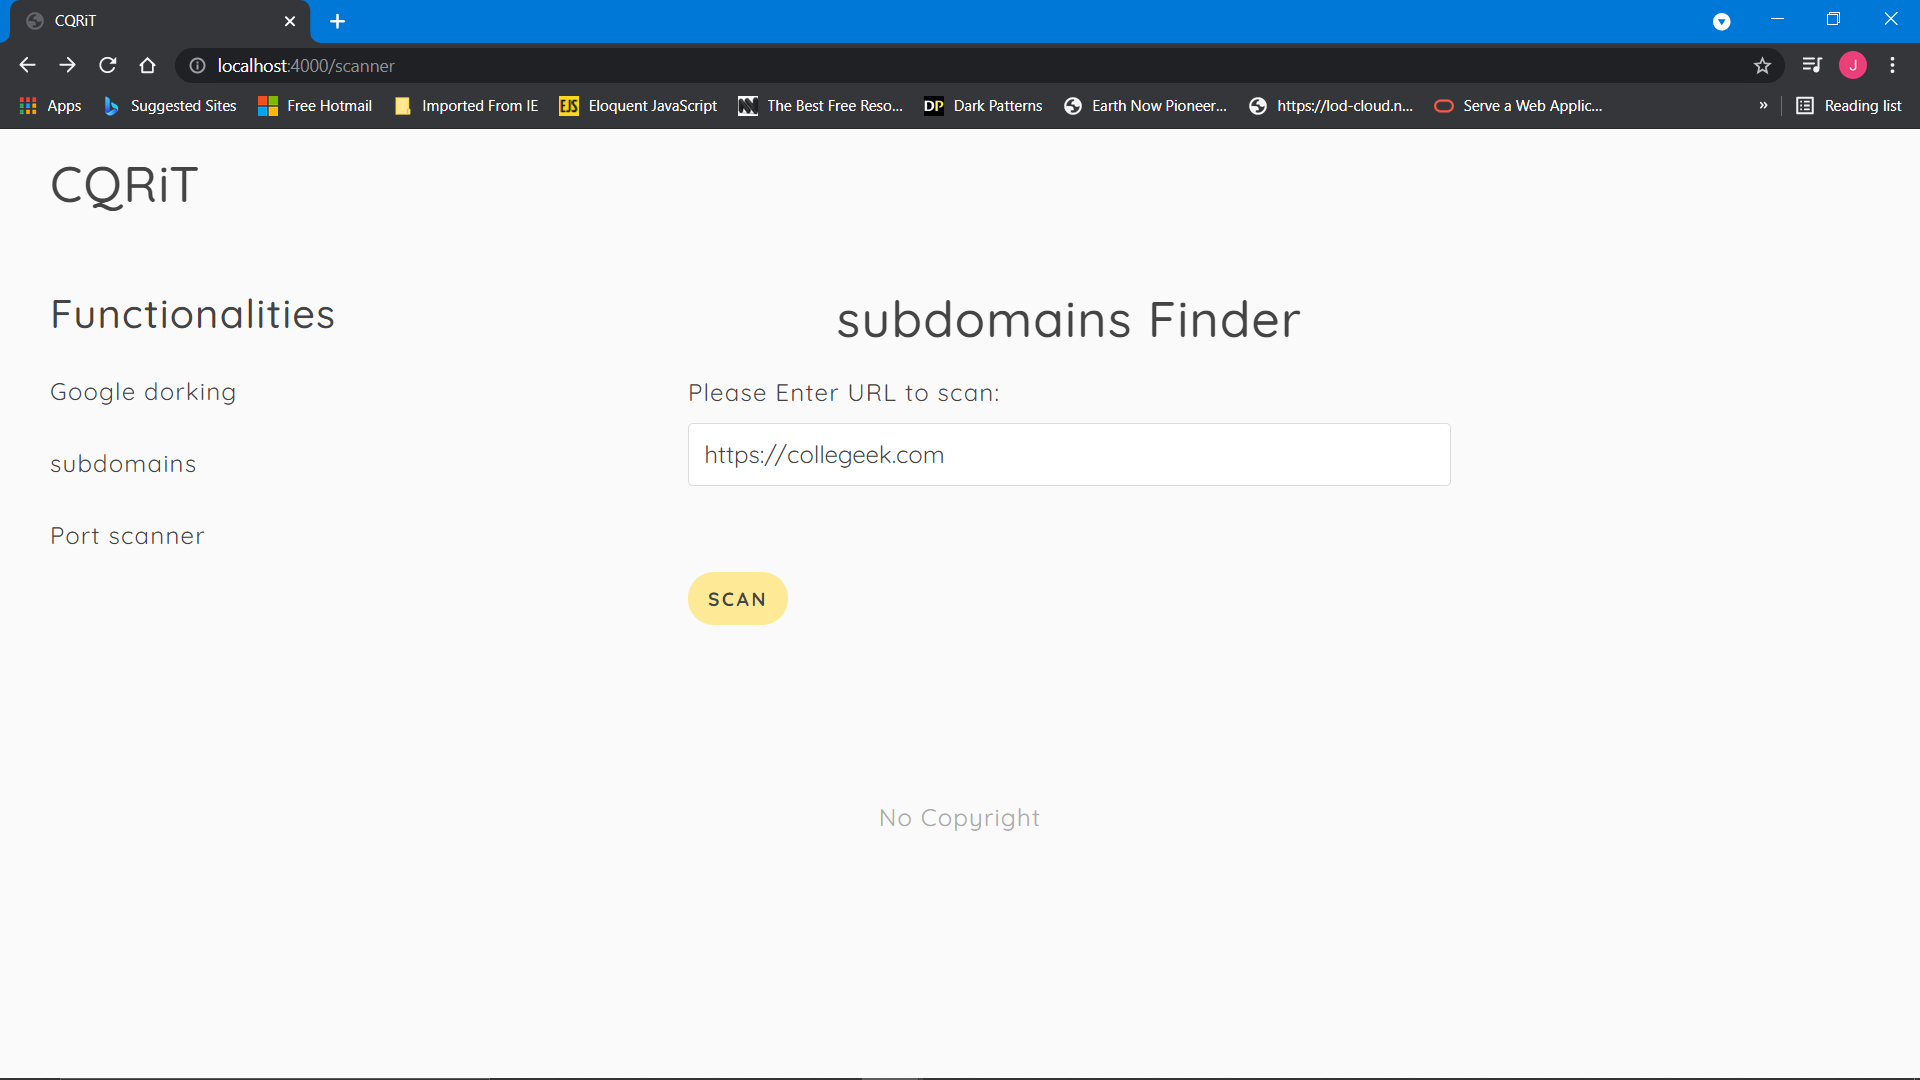 CQRiT
localhost:4000/scanner
Apps Suggested Sites Free Hotmail Imported From IE EJS Eloquent JavaScript The Best Free Reso... DP Dark Patterns Earth Now Pioneer... https://lod-cloud.n... Serve a Web Applic... » Reading list
J
CQRiT
Functionalities
Google dorking
subdomains
Port scanner
subdomains Finder
Please Enter URL to scan:
https://collegeek.com
SCAN
No Copyright